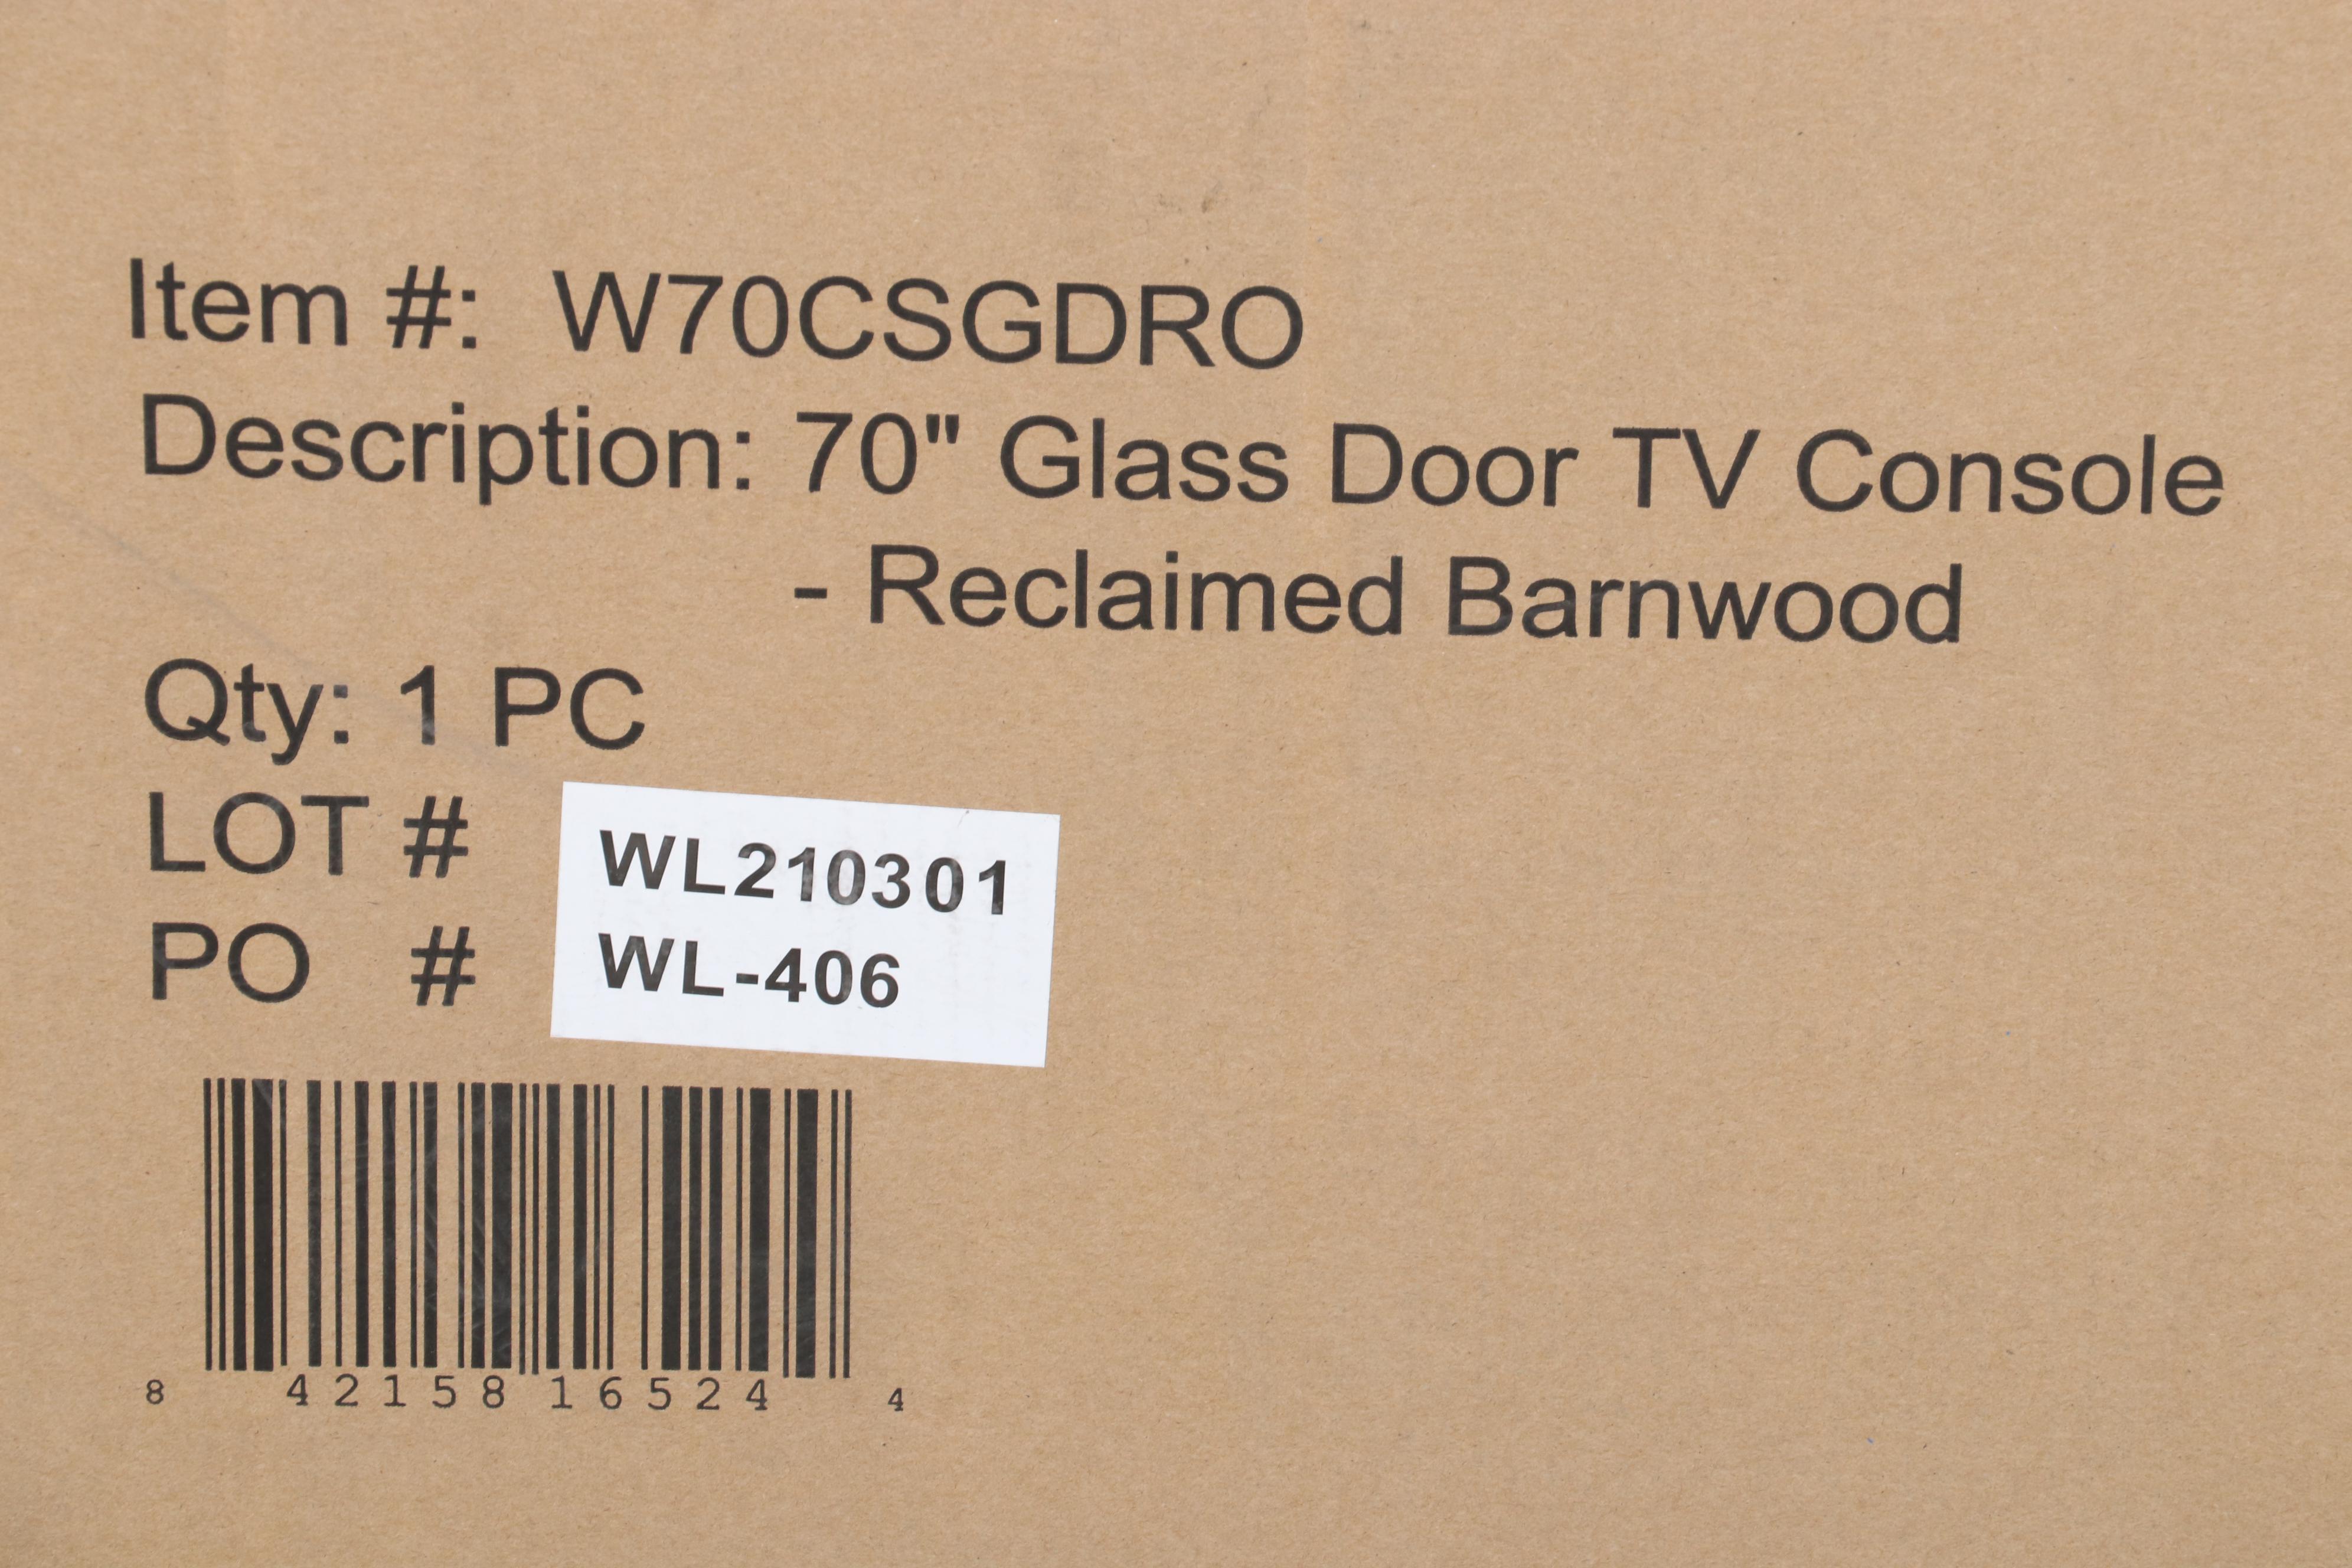 Item #: W70CSGDRO
Description: 70" Glass Door TV Console
- Reclaimed Barnwood
Qty: 1 PC
LOT # WL210301
PO # WL-406
8 42158 16524 4